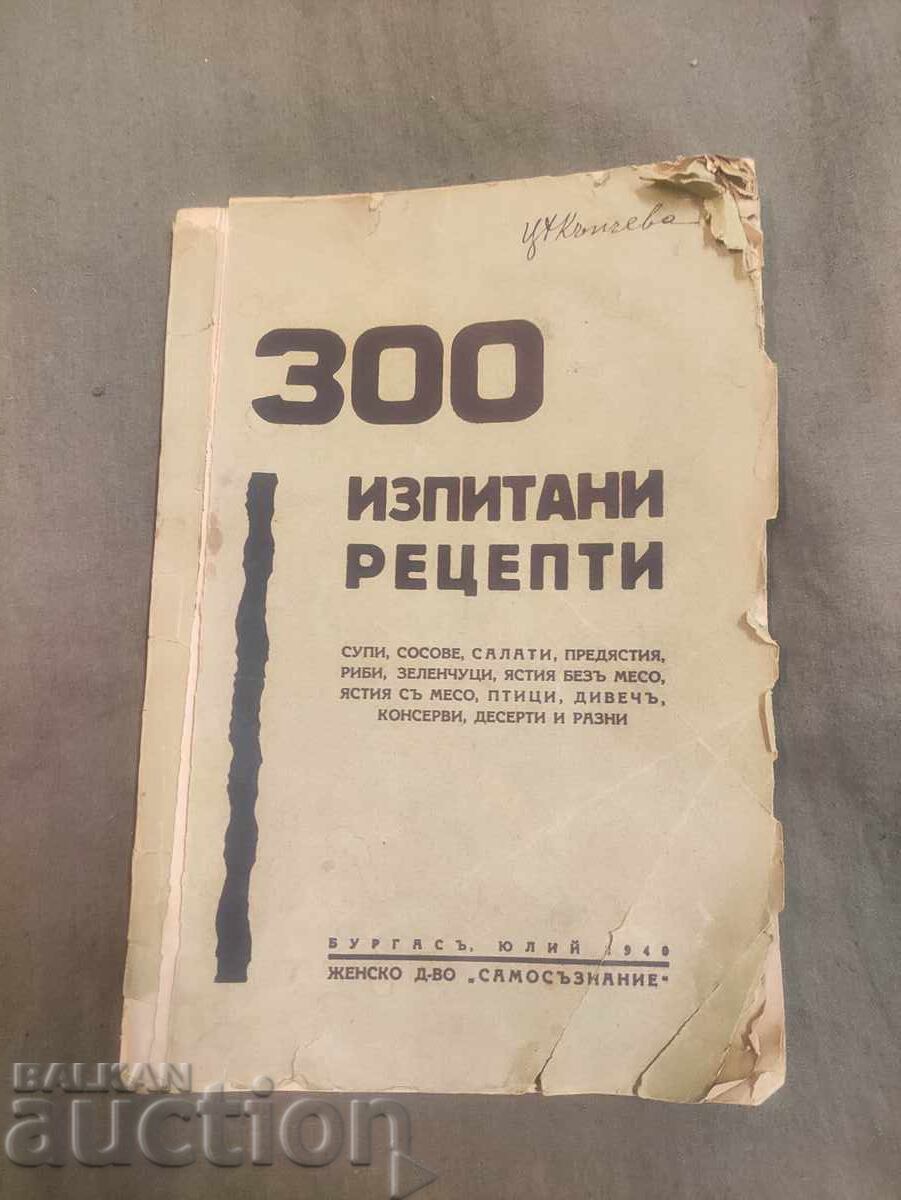 300
ИЗПИТАНИ
РЕЦЕПТИ
СУПИ, СОСОВЕ, САЛАТИ, ПРЕДЯСТИЯ,
РИБИ, ЗЕЛЕНЧУЦИ, ЯСТИЯ БЕЗЪ МЕСО,
ЯСТИЯ СЪ МЕСО, ПТИЦИ, ДИВЕЧЪ,
КОНСЕРВИ, ДЕСЕРТИ И РАЗНИ
БУРГАСЪ, ЮЛИЙ 1940
ЖЕНСКО Д-ВО „САМОСЪЗНАНИЕ“
BALKAN
auction